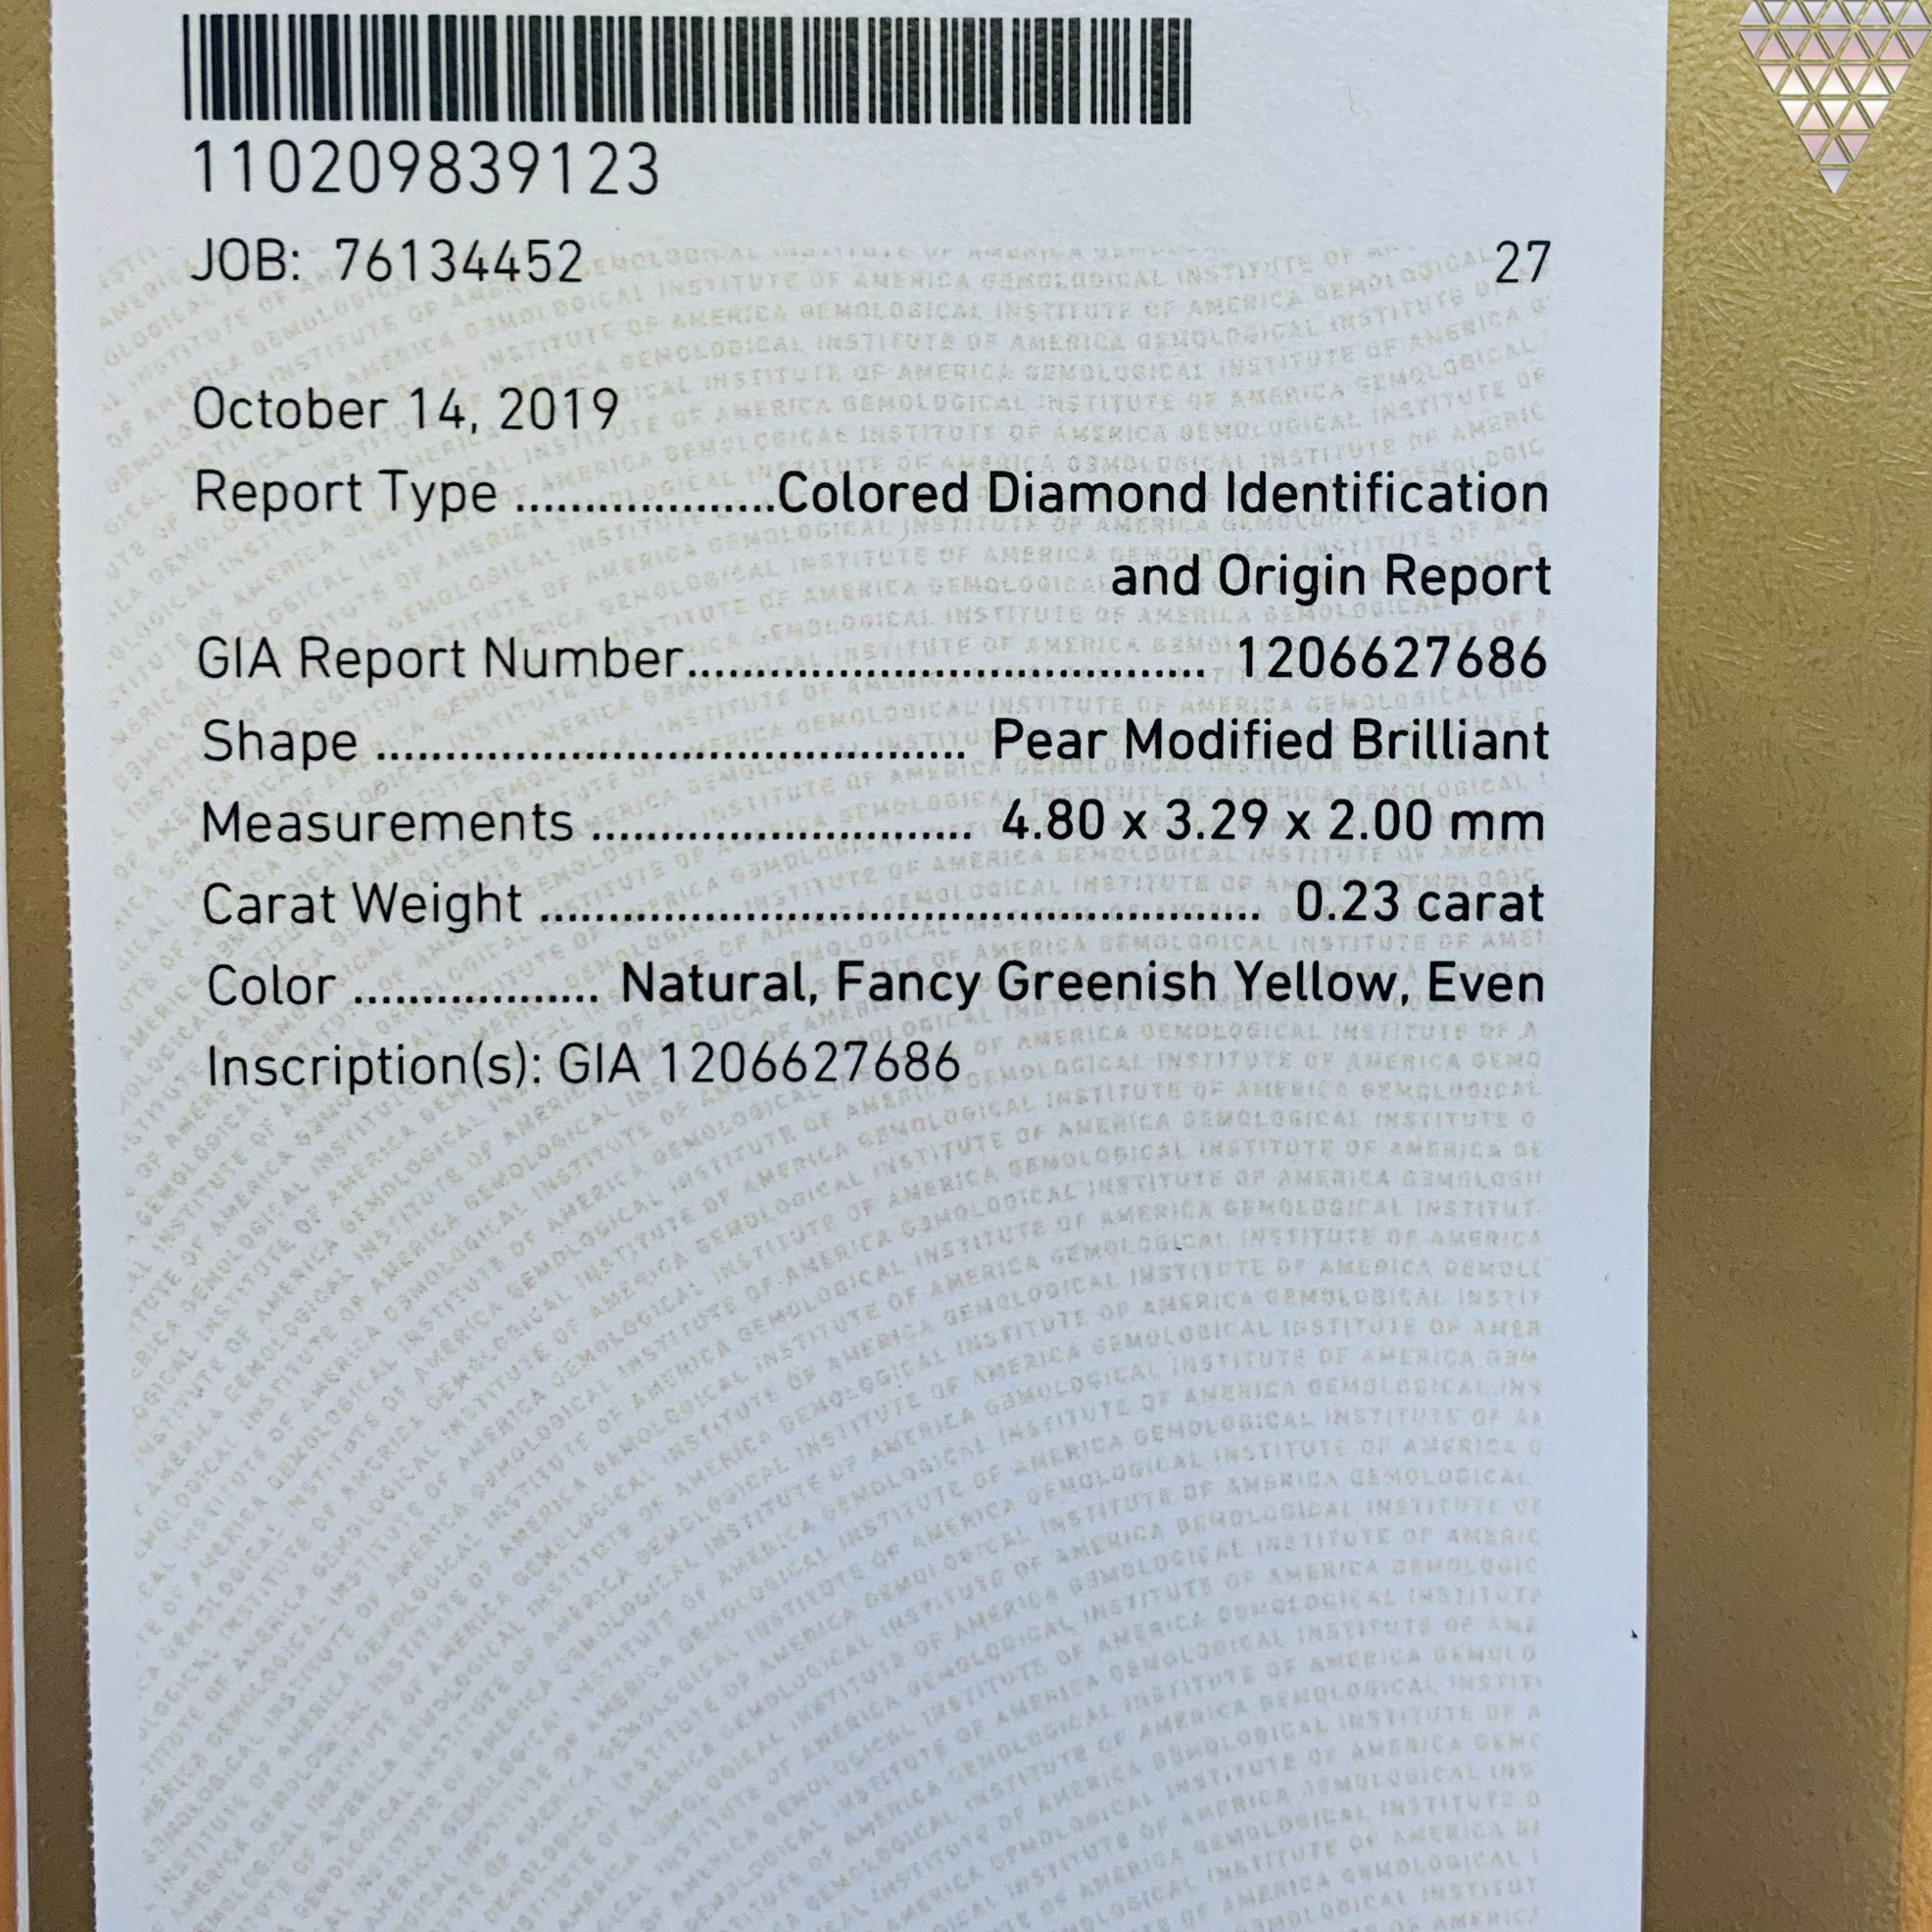 110209839123
JOB: 76134452 27
October 14, 2019
Report Type ...................Colored Diamond Identification
and Origin Report
GIA Report Number...................................... 1206627686
Shape ........................................... Pear Modified Brilliant
Measurements ............................ 4.80 x 3.29 x 2.00 mm
Carat Weight ..................................................... 0.23 carat
Color .................. Natural, Fancy Greenish Yellow, Even
Inscription(s): GIA 1206627686